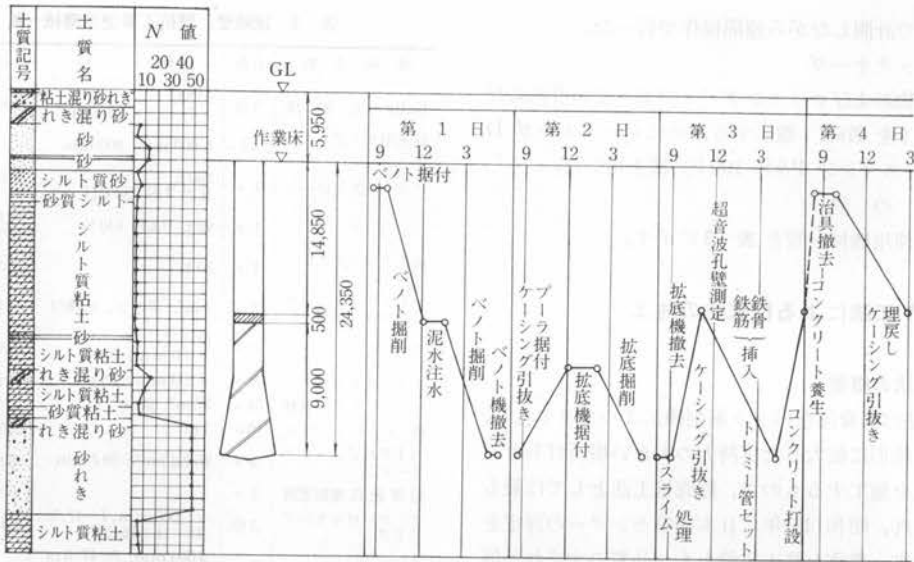 土質記号
土質名
N 値
20 40
10 30 50
粘土混り砂れき
れき混り砂
砂
砂
シルト質砂
砂質シルト
シルト質粘土
砂
シルト質粘土
れき混り砂
シルト質粘土
砂質粘土
れき混り砂
砂れき
シルト質粘土
GL
作業床
5,950
14,850
500
9,000
24,350
第1日
9 12 3
第2日
9 12 3
第3日
9 12 3
第4日
9 12 3
ベノト据付
ベノト掘削
泥水注水
ベノト掘削
ベノト機撤去
ケーシング引抜き
プーラ据付
拡底機据付
拡底掘削
拡底機撤去
スライム処理
ケーシング引抜き
超音波孔壁測定
鉄筋
鉄骨
挿入
トレミー管セット
コンクリート打設
治具撤去
コンクリート養生
ケーシング引抜き
埋戻し